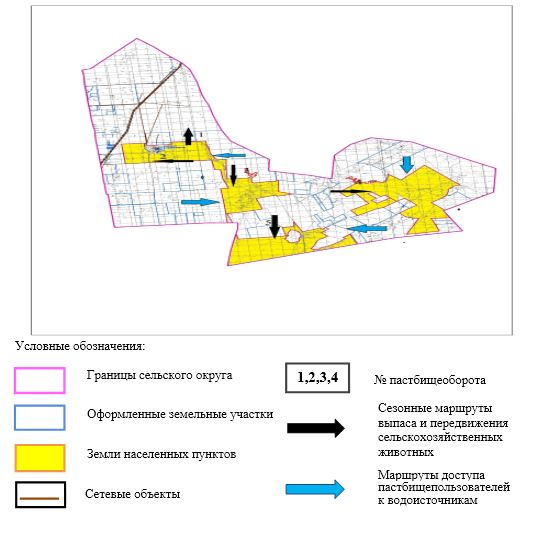 Условные обозначения:
Границы сельского округа
Оформленные земельные участки
Земли населенных пунктов
Сетевые объекты
1,2,3,4
№ пастбищеоборота
Сезонные маршруты
выпаса и передвижения
сельскохозяйственных
животных
Маршруты доступа
пастбищепользователей
к водоисточникам